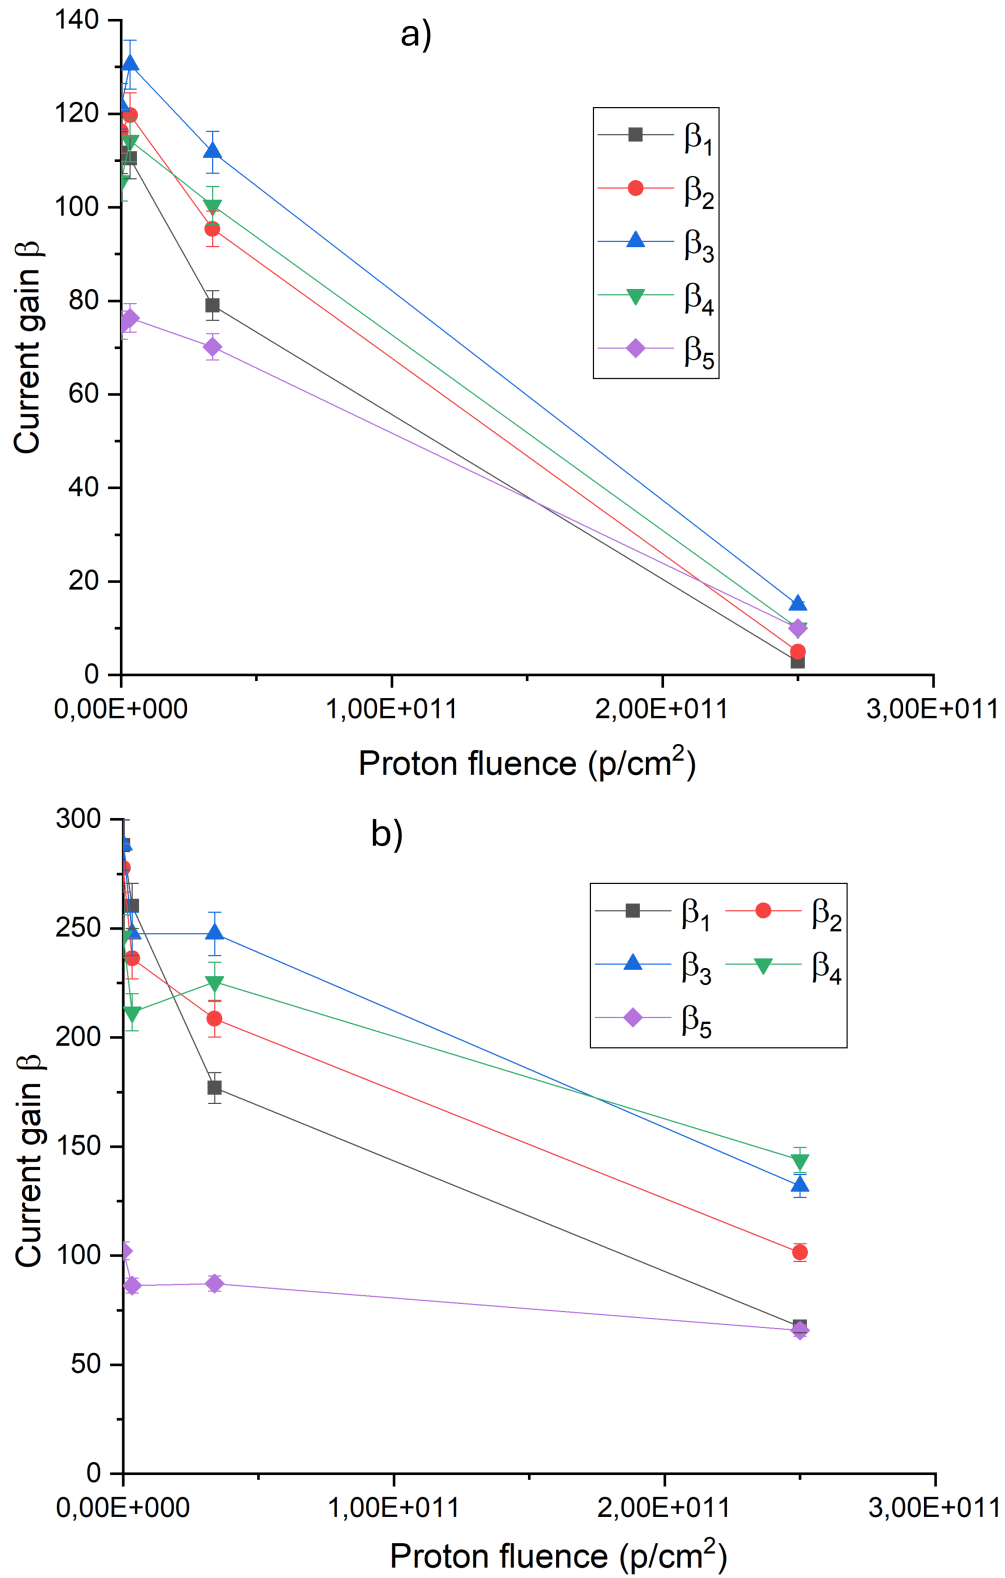 a)
140
120
100
80
60
40
20
0
Current gain β
β1
β2
β3
β4
β5
0,00E+000 1,00E+011 2,00E+011 3,00E+011
Proton fluence (p/cm²)
b)
300
250
200
150
100
50
0
Current gain β
β1 β2
β3 β4
β5
0,00E+000 1,00E+011 2,00E+011 3,00E+011
Proton fluence (p/cm²)